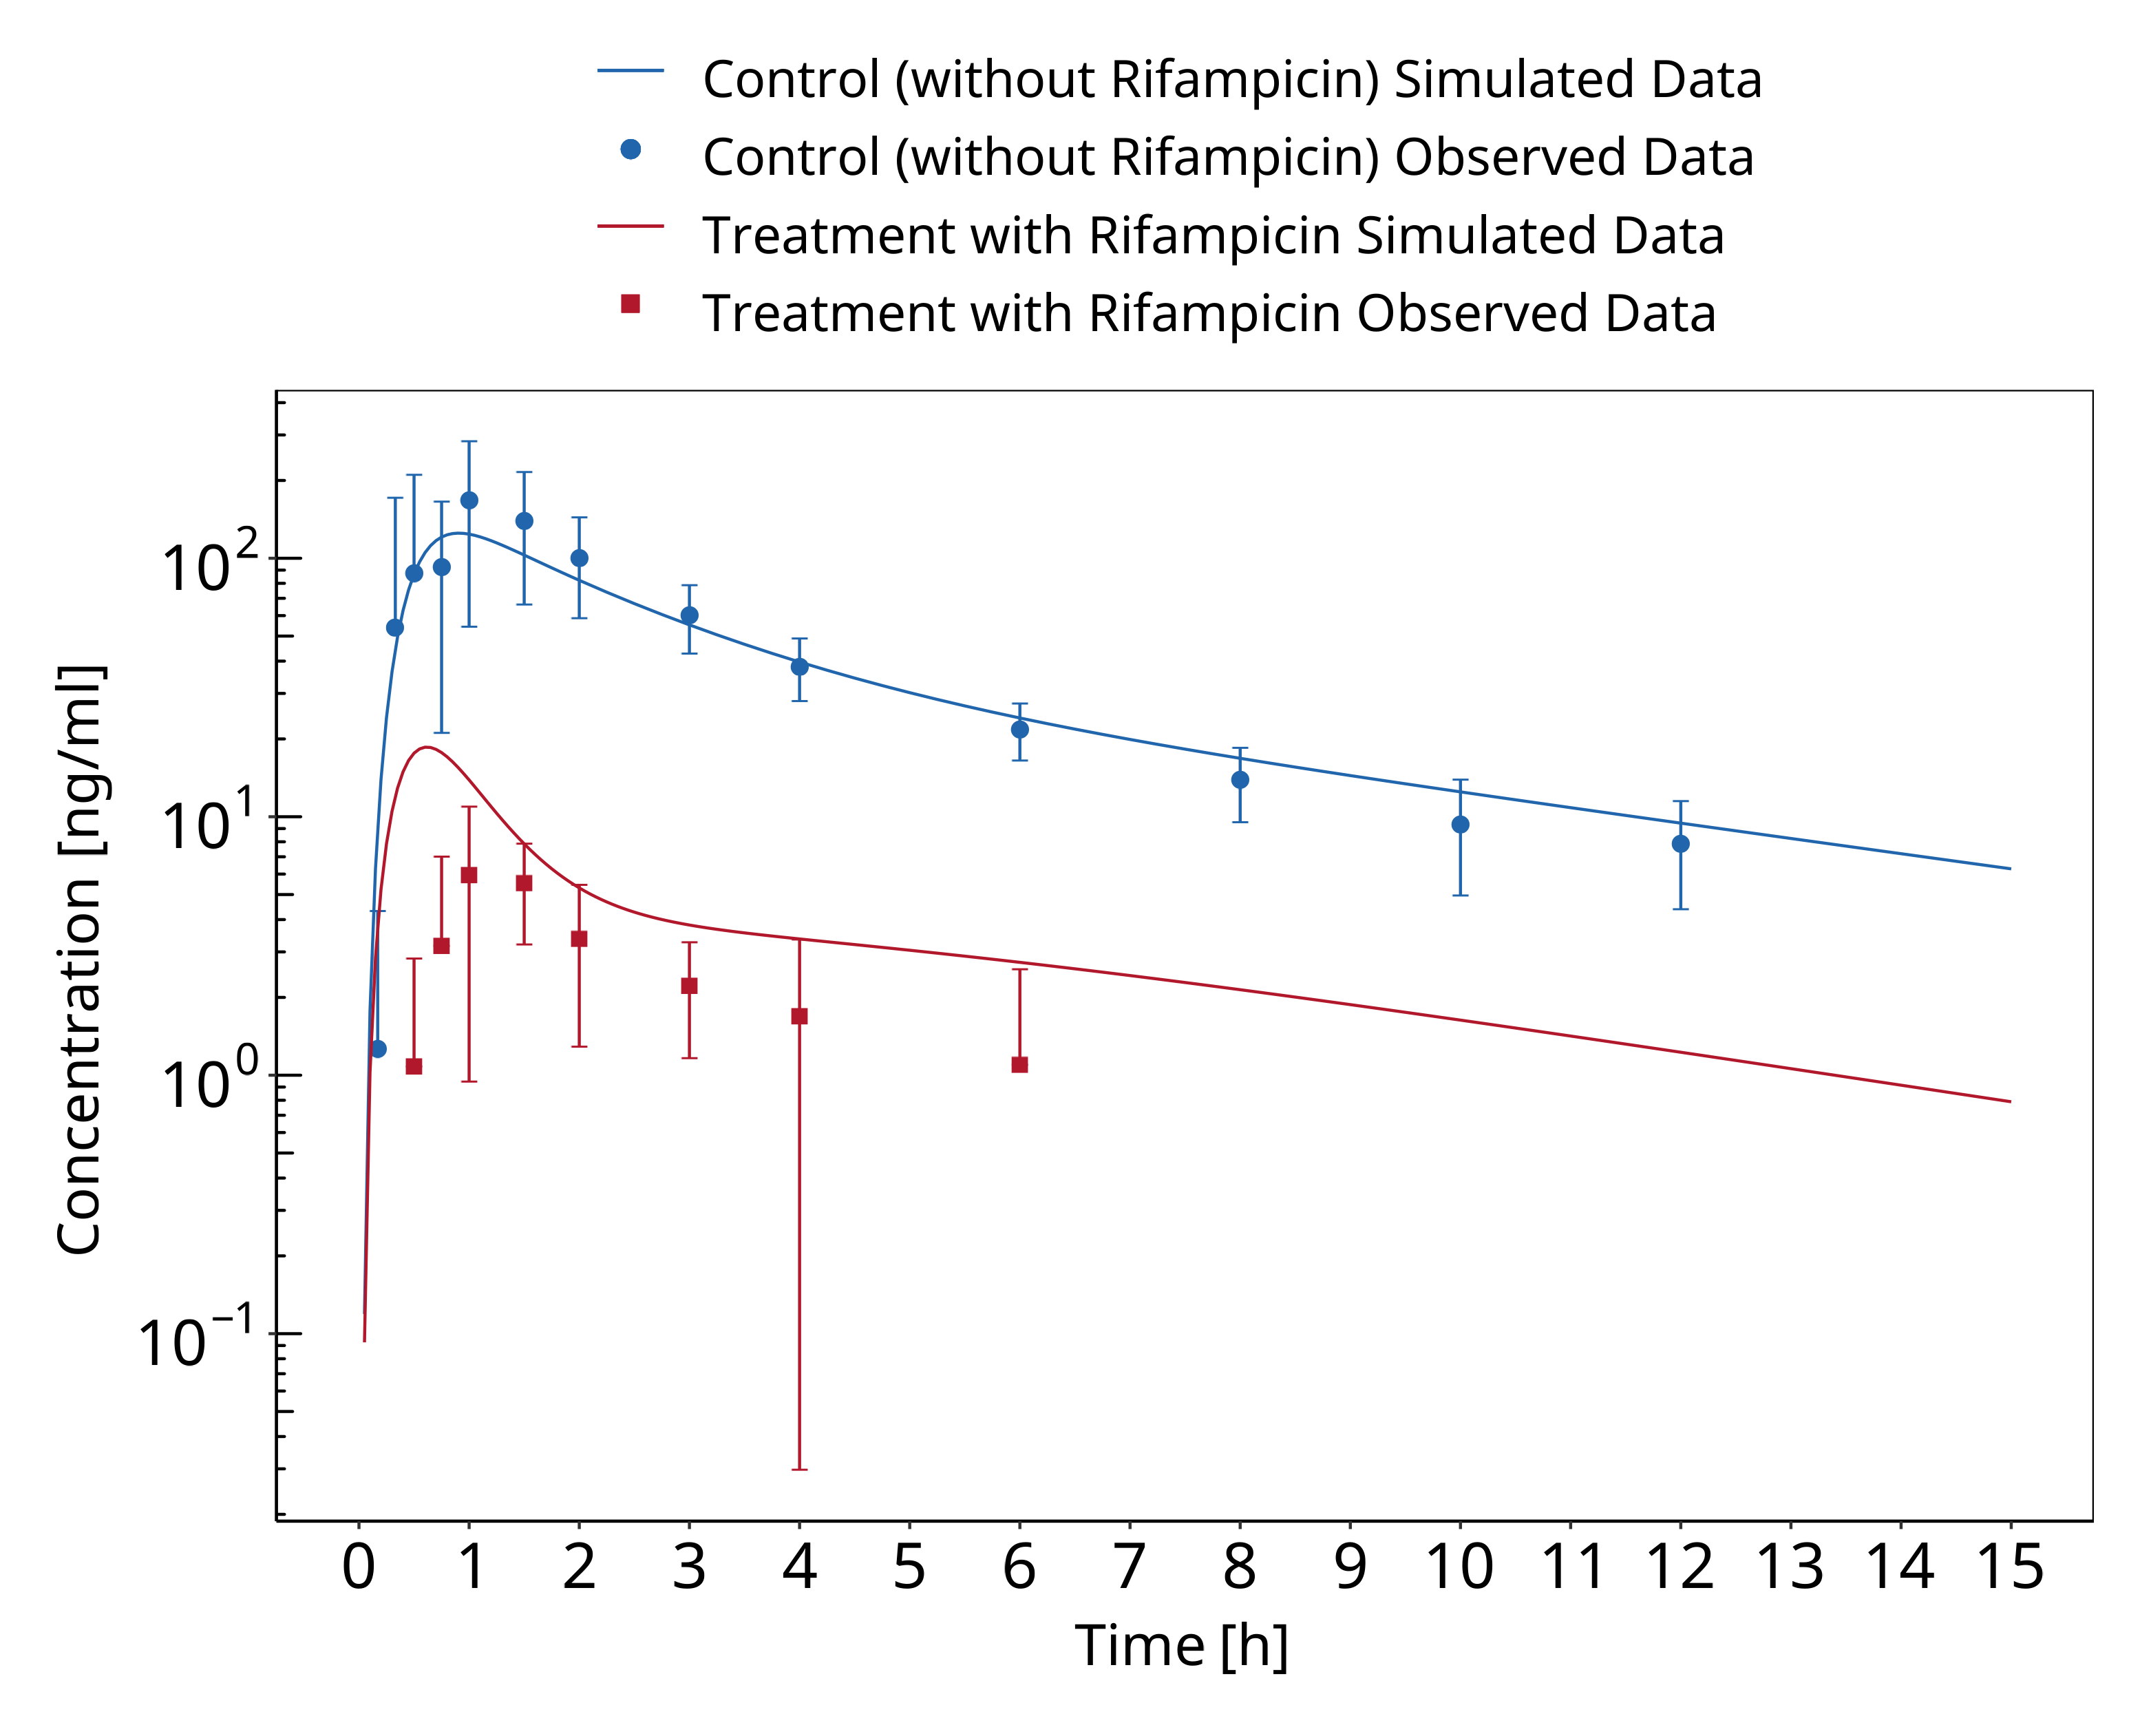 Control (without Rifampicin) Simulated Data
Control (without Rifampicin) Observed Data
Treatment with Rifampicin Simulated Data
Treatment with Rifampicin Observed Data
Concentration [ng/ml]
10²
10¹
10⁰
10⁻¹
0 1 2 3 4 5 6 7 8 9 10 11 12 13 14 15
Time [h]